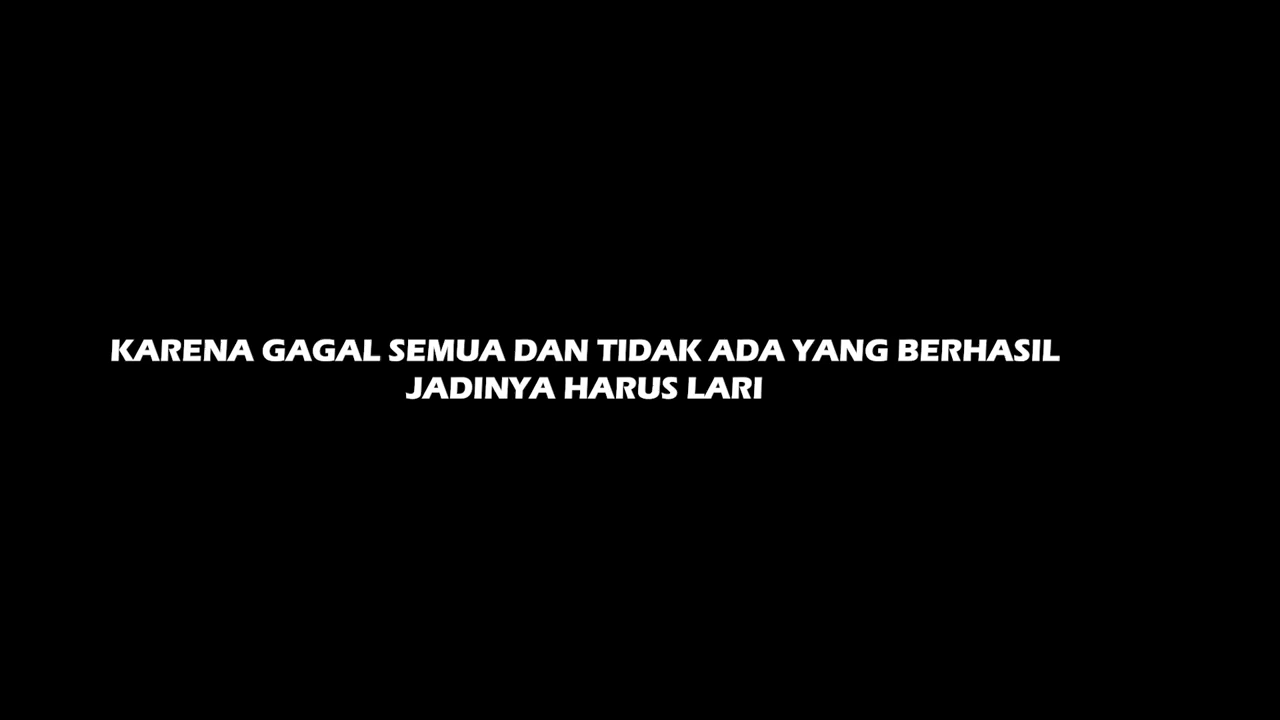 KARENA GAGAL SEMUA DAN TIDAK ADA YANG BERHASIL
JADINYA HARUS LARI